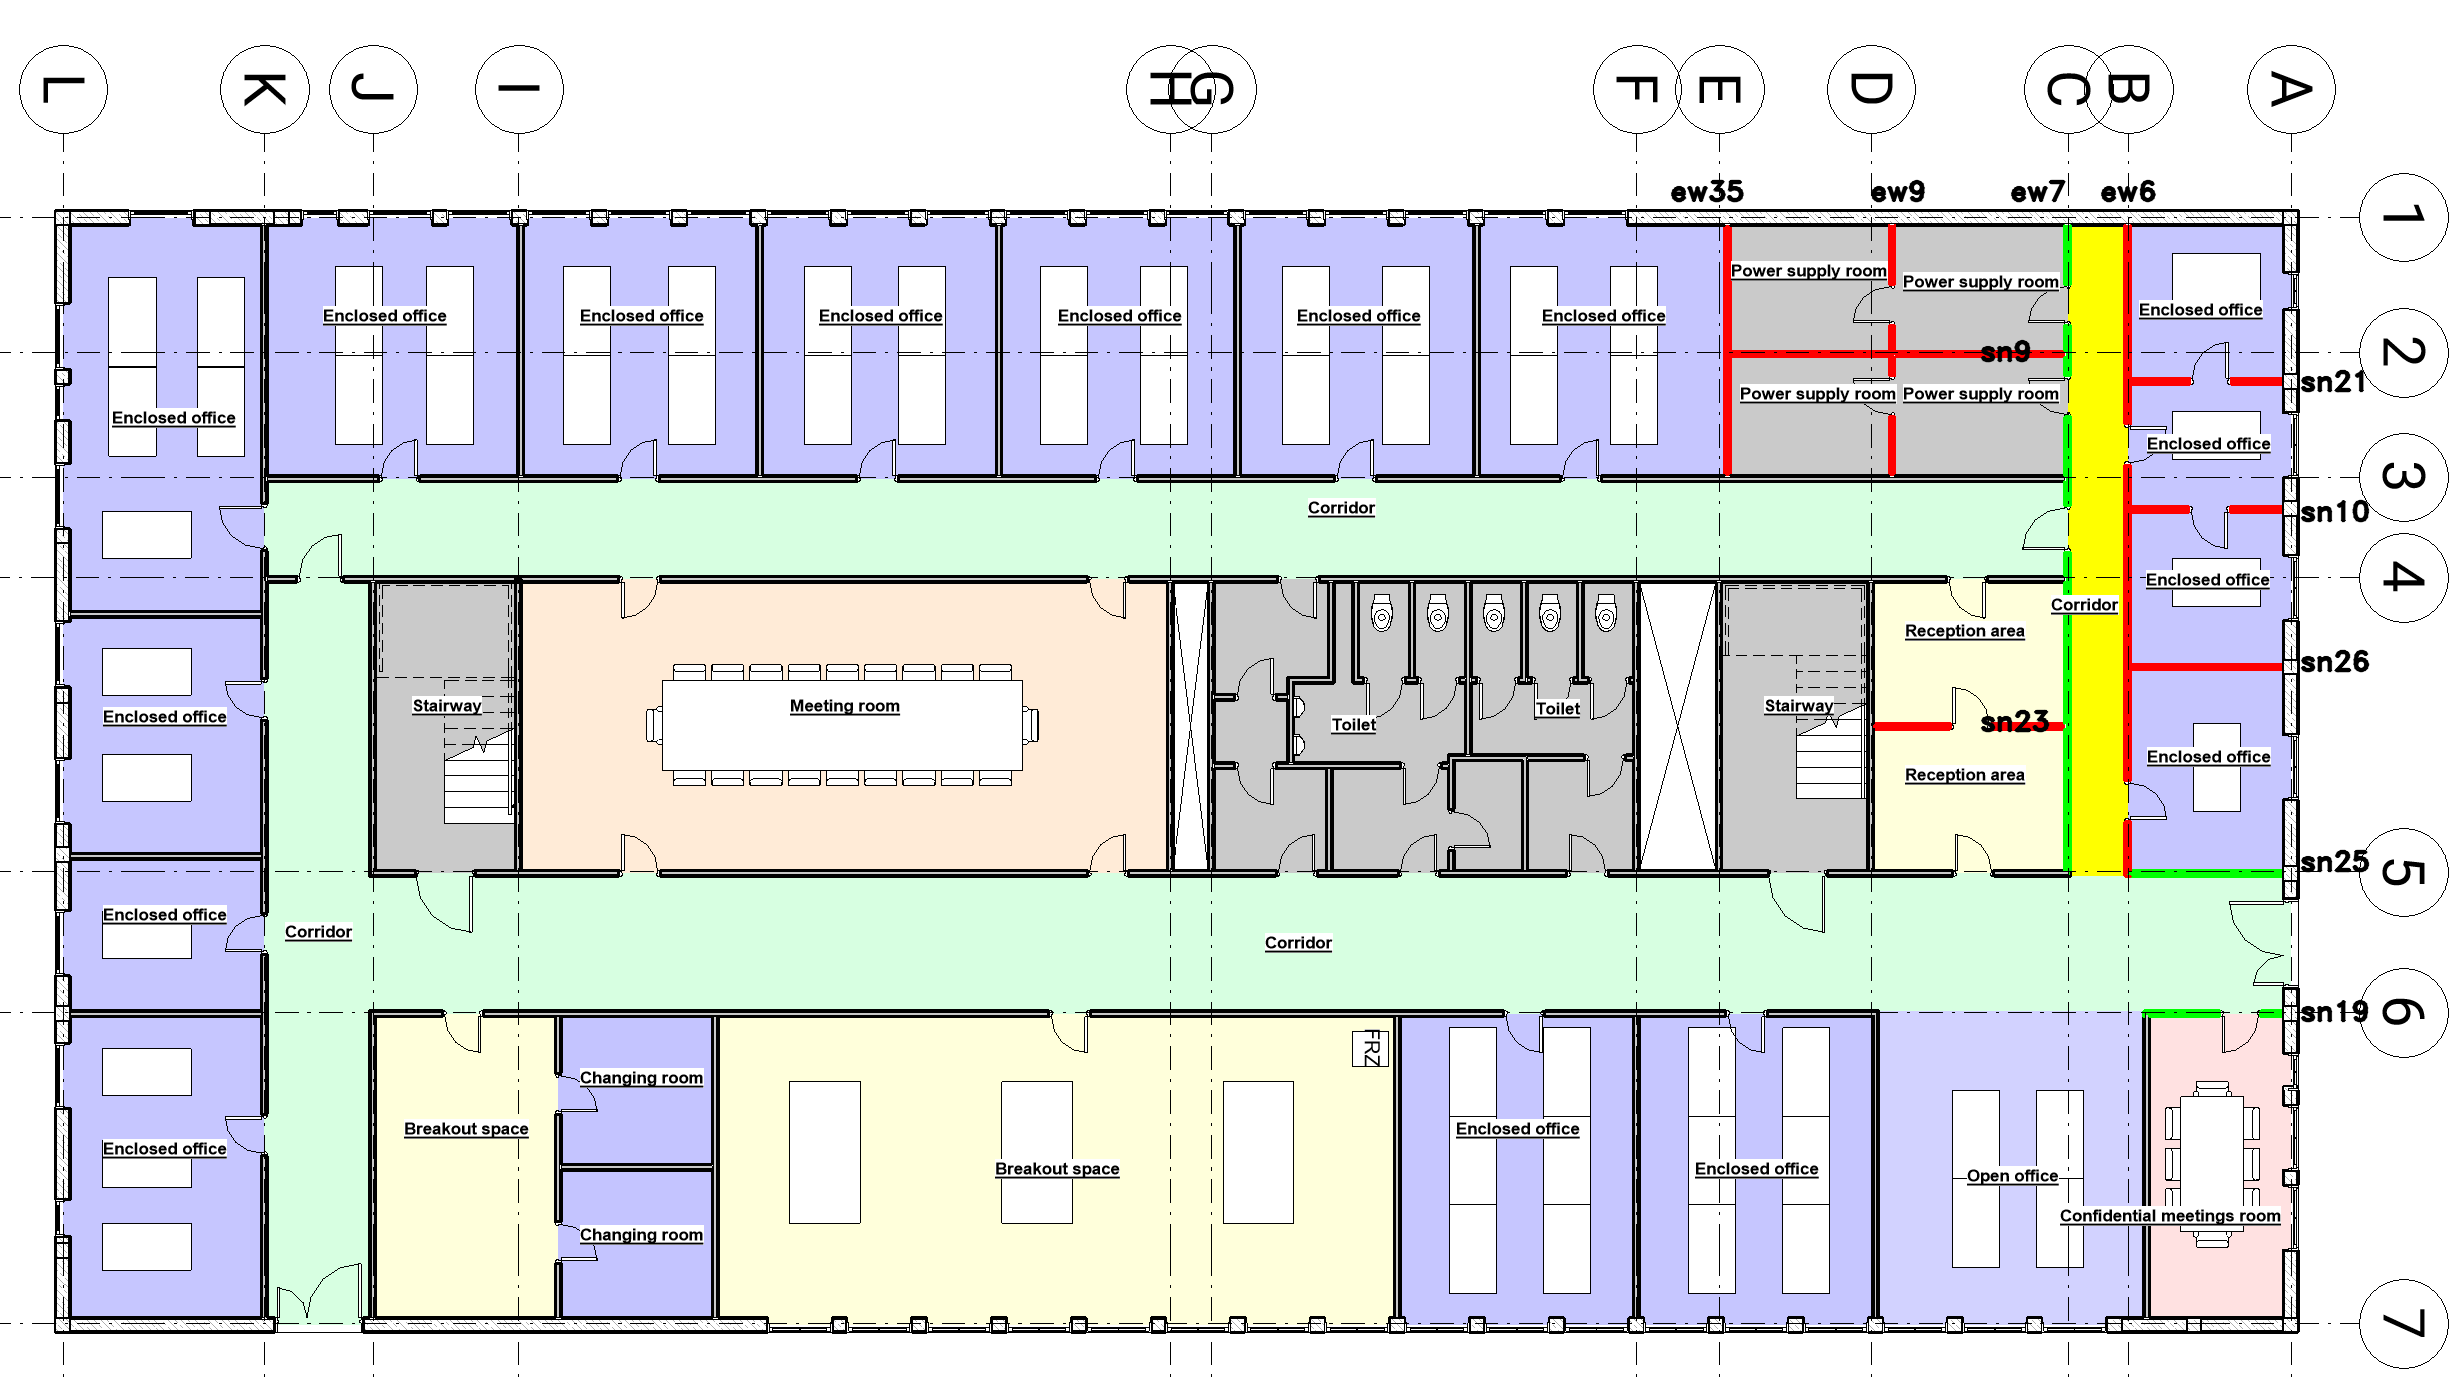 L K J I H G F E D C B A
ew35 ew9 ew7 ew6
1
Power supply room
Power supply room
Enclosed office
Enclosed office
Enclosed office
Enclosed office
Enclosed office
Enclosed office
Enclosed office
sn9
2
sn21
Power supply room
Power supply room
Enclosed office
Enclosed office
3
Corridor
sn10
4
Enclosed office
Corridor
Reception area
sn26
Stairway
Meeting room
Toilet
Toilet
Stairway
Enclosed office
sn23
Enclosed office
Reception area
sn25
5
Enclosed office
Corridor
Corridor
sn19
6
FRZ
Changing room
Breakout space
Enclosed office
Enclosed office
Breakout space
Enclosed office
Open office
Confidential meetings room
Changing room
7